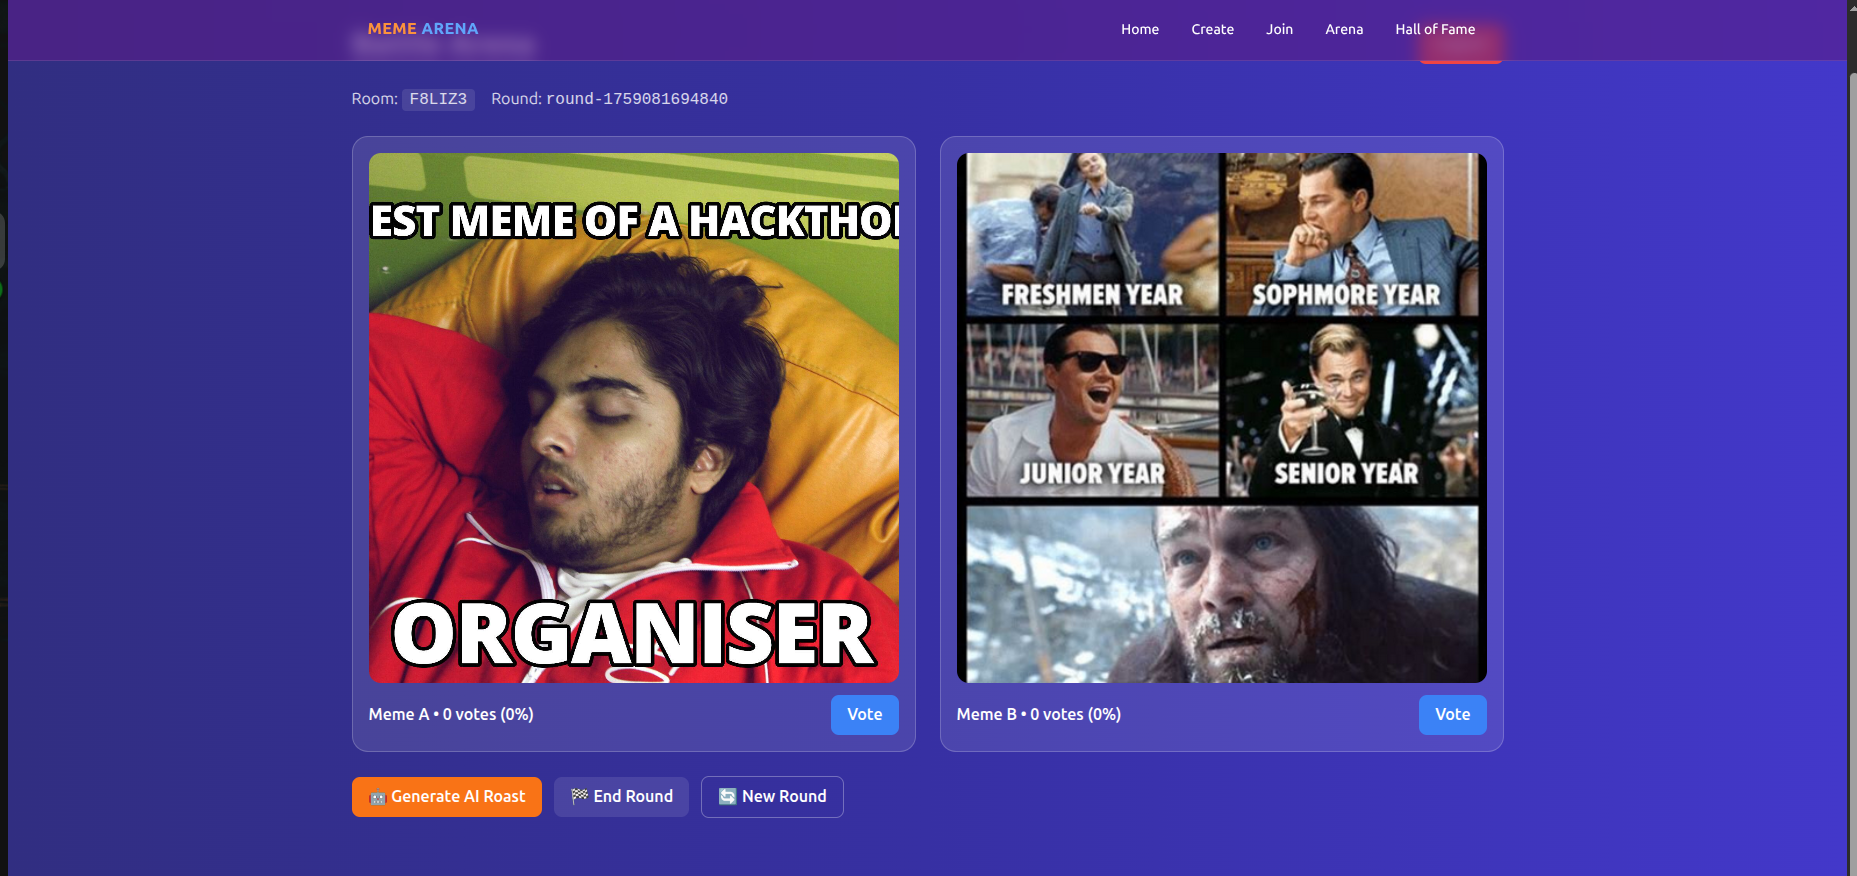 MEME ARENA
Home Create Join Arena Hall of Fame
Room: F8LIZ3 Round: round-1759081694840
EST MEME OF A HACKTHO
ORGANISER
FRESHMEN YEAR
SOPHMORE YEAR
JUNIOR YEAR
SENIOR YEAR
Meme A • 0 votes (0%)
Vote
Meme B • 0 votes (0%)
Vote
Generate AI Roast
End Round
New Round